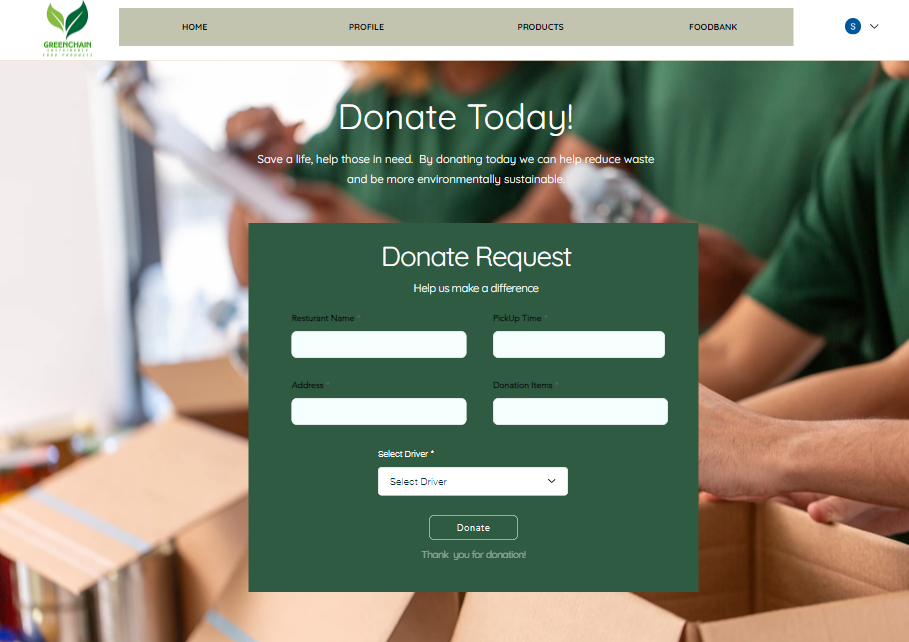 HOME PROFILE PRODUCTS FOODBANK S
GREENCHAIN
SUSTAINABLE
FOOD PRODUCTS
Donate Today!
Save a life, help those in need. By donating today we can help reduce waste
and be more environmentally sustainable.
Donate Request
Help us make a difference
Resturant Name * PickUp Time *
Address * Donation Items *
Select Driver *
Select Driver
Donate
Thank you for donation!